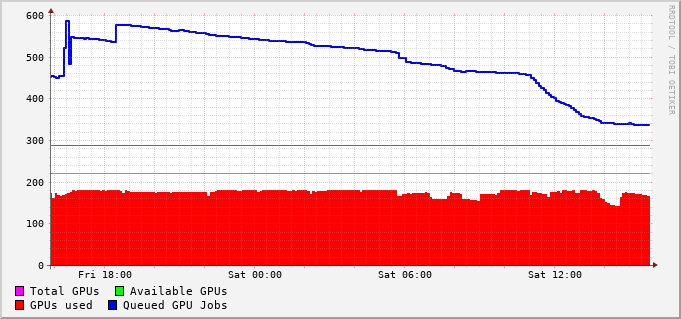 600
500
400
300
200
100
0
Fri 18:00 Sat 00:00 Sat 06:00 Sat 12:00
Total GPUs Available GPUs
GPUs used Queued GPU Jobs
RRDTOOL / TOBI OETIKER